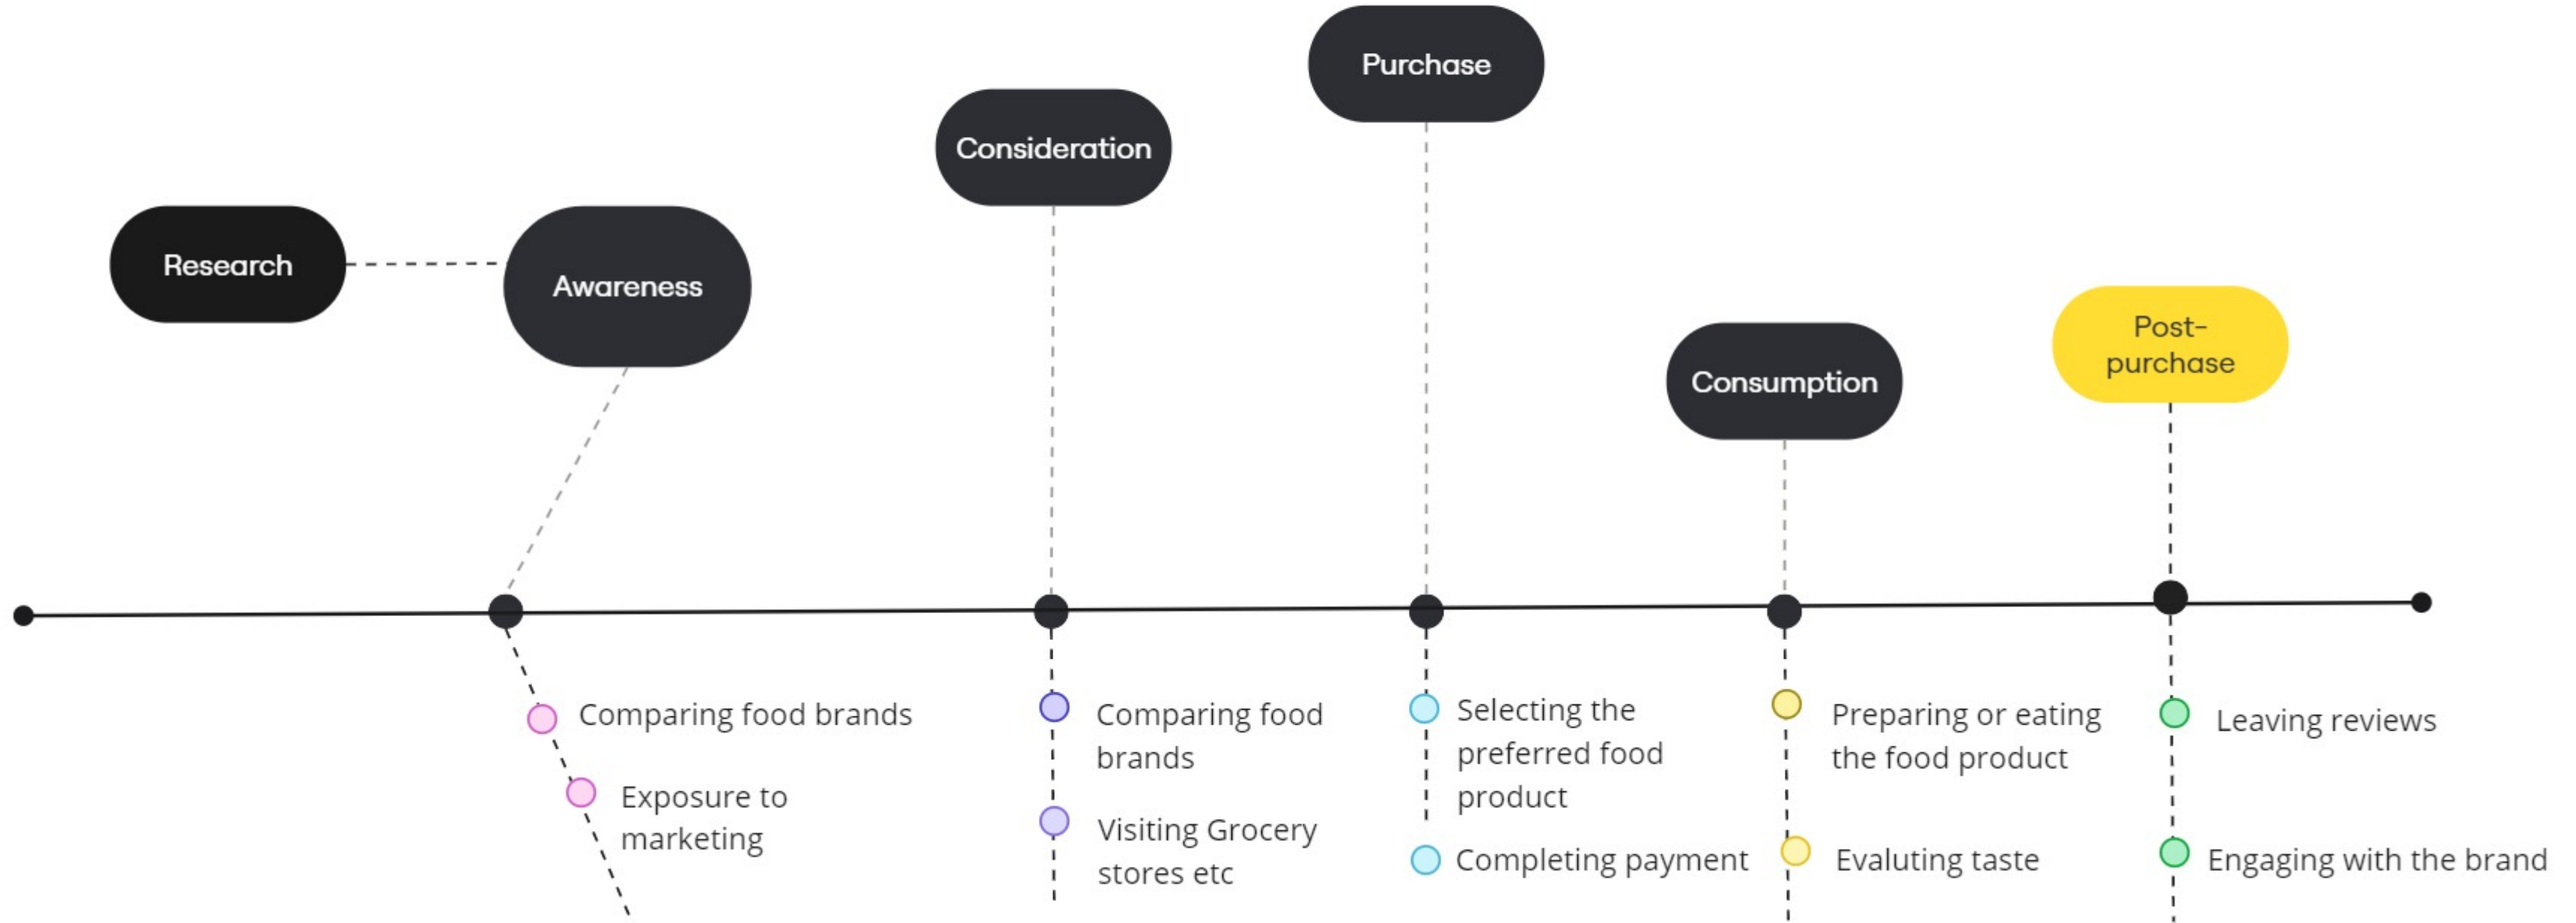 Purchase
Consideration
Research
Awareness
Post-
purchase
Consumption
Comparing food brands
Exposure to
marketing
Comparing food
brands
Visiting Grocery
stores etc
Selecting the
preferred food
product
Completing payment
Preparing or eating
the food product
Evaluting taste
Leaving reviews
Engaging with the brand